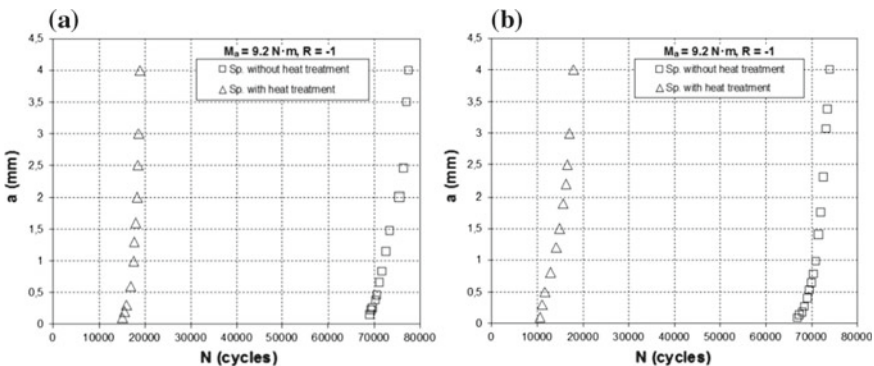 (a)
4,5
4
3,5
3
2,5
2
1,5
1
0,5
0
a (mm)
Ma = 9.2 N·m, R = -1
Sp. without heat treatment
Sp. with heat treatment
0 10000 20000 30000 40000 50000 60000 70000 80000
N (cycles)
(b)
4,5
4
3,5
3
2,5
2
1,5
1
0,5
0
a (mm)
Ma = 9.2 N·m, R = -1
Sp. without heat treatment
Sp. with heat treatment
0 10000 20000 30000 40000 50000 60000 70000 80000
N (cycles)